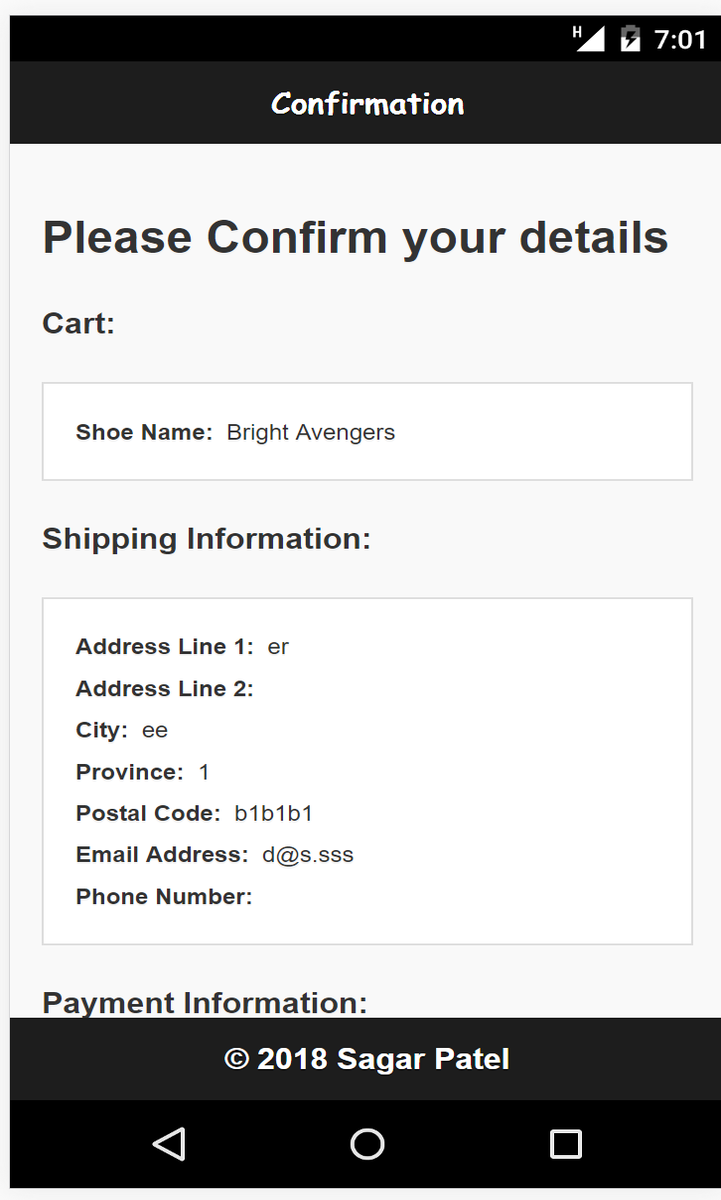 H 7:01
Confirmation
Please Confirm your details
Cart:
Shoe Name: Bright Avengers
Shipping Information:
Address Line 1: er
Address Line 2:
City: ee
Province: 1
Postal Code: b1b1b1
Email Address: d@s.sss
Phone Number:
Payment Information:
© 2018 Sagar Patel